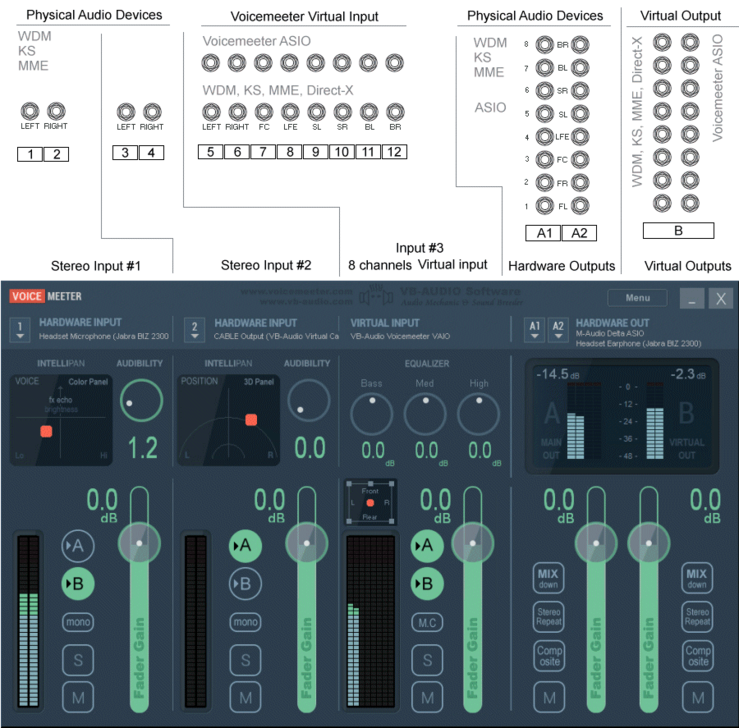 Physical Audio Devices
WDM
KS
MME
LEFT RIGHT
LEFT RIGHT
1 2
3 4
Stereo Input #1
Voicemeeter Virtual Input
Voicemeeter ASIO
WDM, KS, MME, Direct-X
LEFT RIGHT FC LFE SL SR BL BR
5 6 7 8 9 10 11 12
Stereo Input #2
Input #3
8 channels Virtual input
Physical Audio Devices
WDM
KS
MME
ASIO
8 BR
7 BL
6 SR
5 SL
4 LFE
3 FC
2 FR
1 FL
A1 A2
Hardware Outputs
Virtual Output
WDM, KS, MME, Direct-X
Voicemeeter ASIO
B
Virtual Outputs
VOICE MEETER
www.voicemeeter.com
www.vb-audio.com
VB-AUDIO Software
Audio Mechanic & Sound Breeder
Menu
_
X
1
HARDWARE INPUT
Headset Microphone (Jabra BIZ 2300
2
HARDWARE INPUT
CABLE Output (VB-Audio Virtual Ca
VIRTUAL INPUT
VB-Audio Voicemeeter VAIO
A1 A2
HARDWARE OUT
M-Audio Delta ASIO
Headset Earphone (Jabra BIZ 2300)
INTELLIPAN
AUDIBILITY
VOICE
Color Panel
fx echo
brightness
Lo
Hi
1.2
INTELLIPAN
AUDIBILITY
POSITION
3D Panel
L
R
0.0
EQUALIZER
Bass Med High
0.0 0.0 0.0
dB dB dB
-14.5 dB
-2.3 dB
A
MAIN
OUT
- 0 -
-12-
-24-
-36-
-48-
B
VIRTUAL
OUT
0.0
dB
A
B
mono
S
M
Fader Gain
0.0
dB
A
B
mono
S
M
Fader Gain
Front
L R
Rear
0.0
dB
A
B
M.C
S
M
Fader Gain
0.0
dB
MIX
down
Stereo
Repeat
Comp
osite
M
Fader Gain
Fader Gain
0.0
dB
MIX
down
Stereo
Repeat
Comp
osite
M